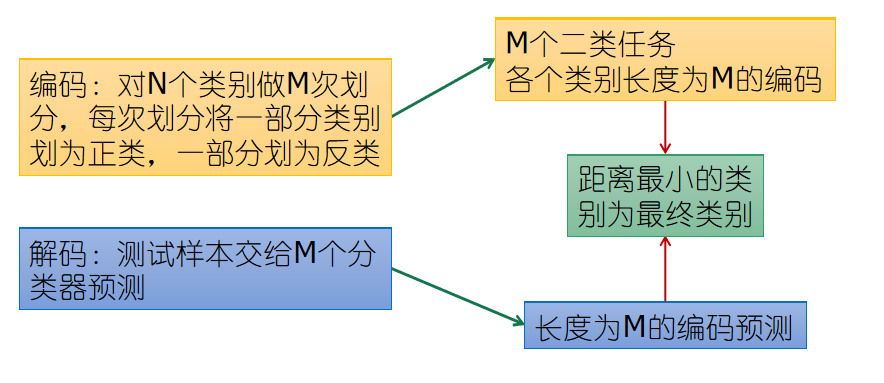 编码：对N个类别做M次划
分，每次划分将一部分类别
划为正类，一部分划为反类
M个二类任务
各个类别长度为M的编码
距离最小的类
别为最终类别
解码：测试样本交给M个分
类器预测
长度为M的编码预测